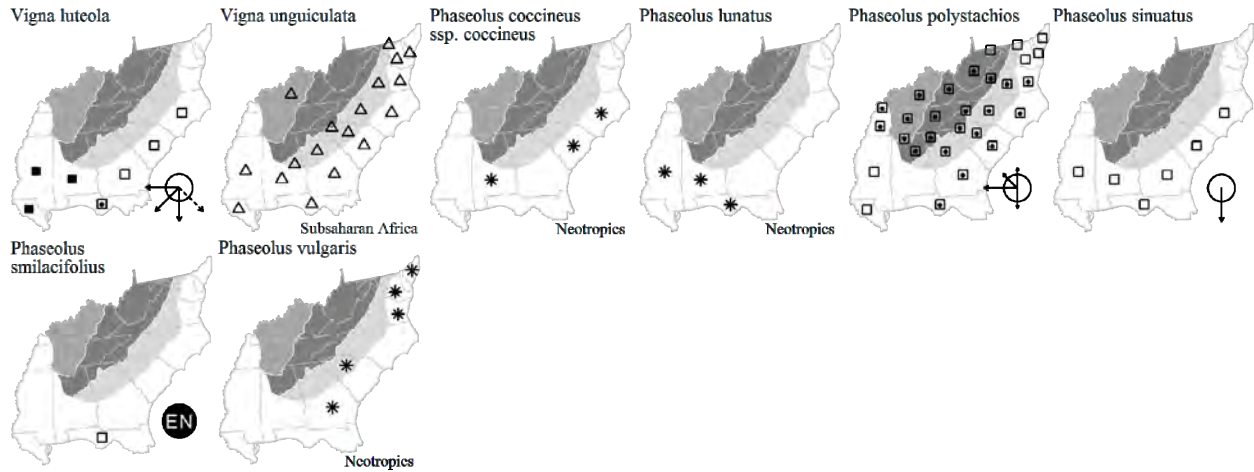 Vigna luteola
Vigna unguiculata
Subsaharan Africa
Phaseolus coccineus
ssp. coccineus
Neotropics
Phaseolus lunatus
Neotropics
Phaseolus polystachios
Phaseolus sinuatus
Phaseolus
smilacifolius
EN
Phaseolus vulgaris
Neotropics